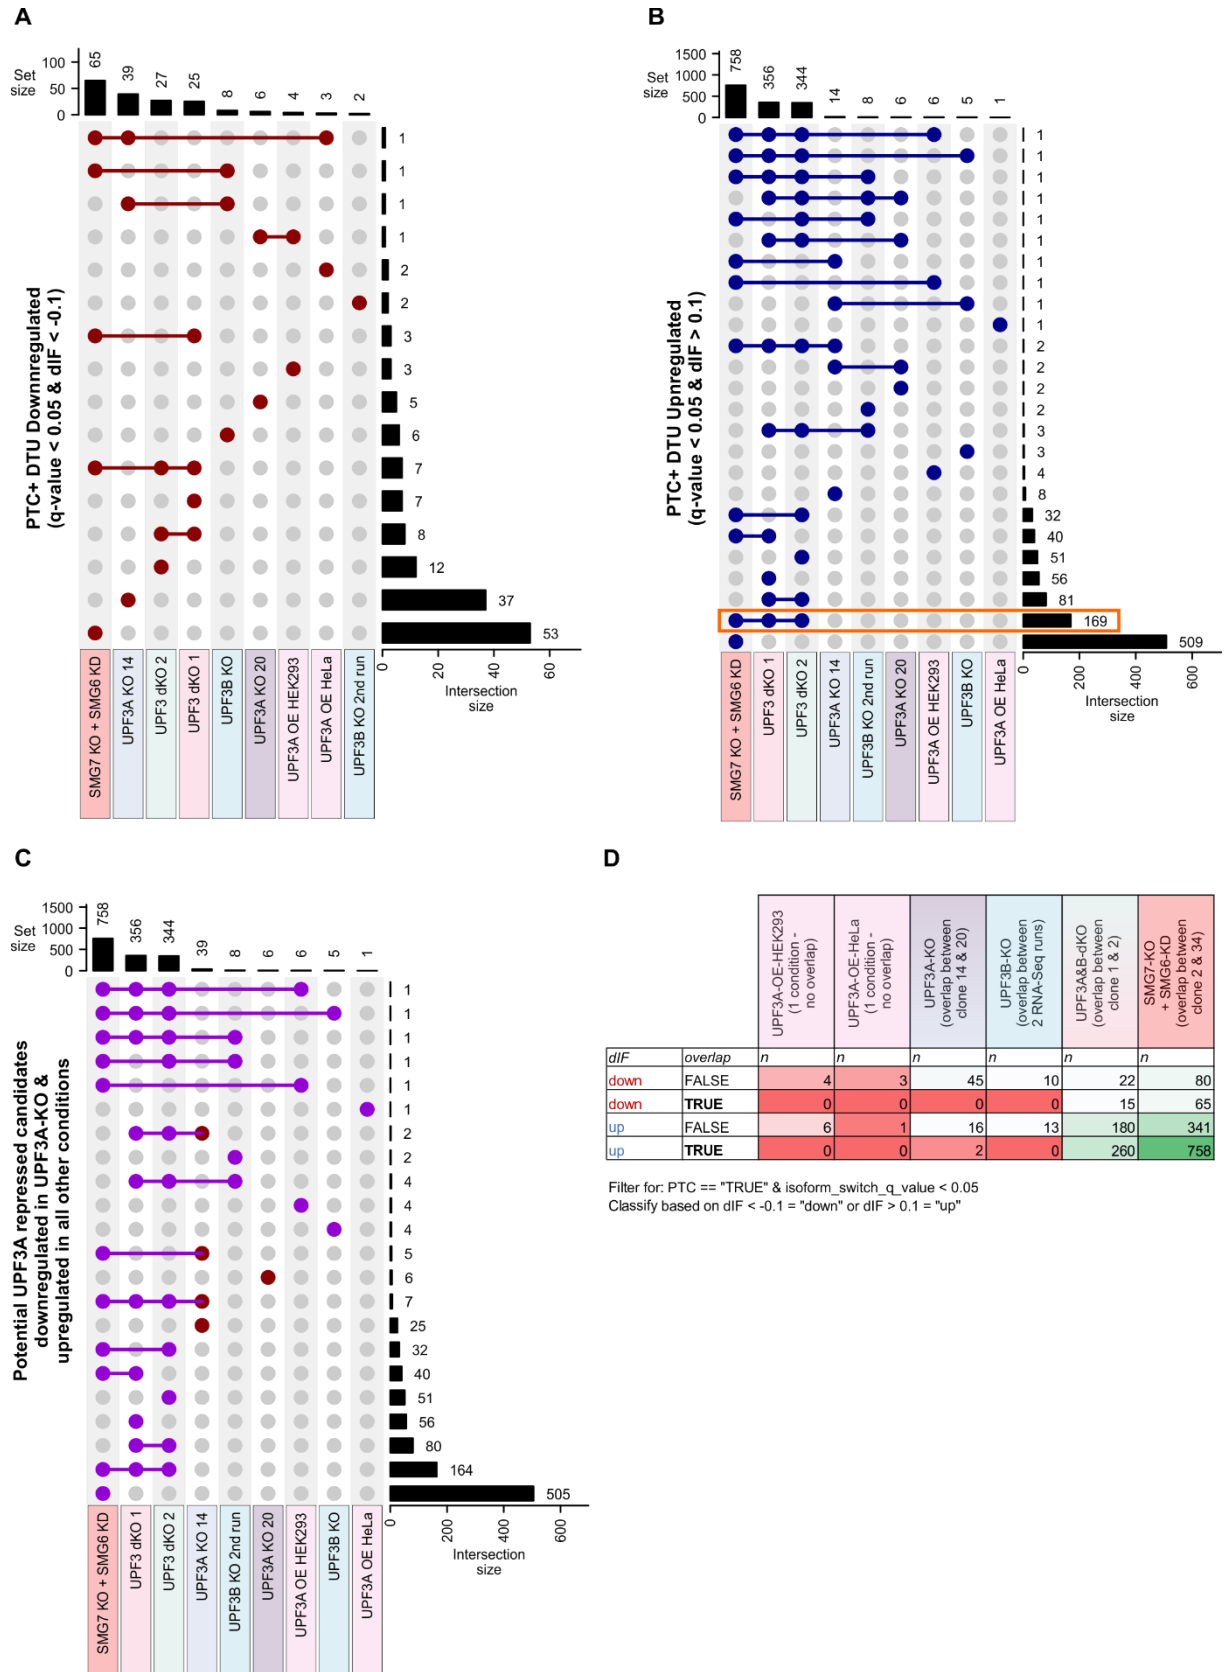 A
Set
size
100
50
0
65
39
27
25
8
6
4
3
2
PTC+ DTU Downnregulated
(q-value < 0.05 & dIF < -0.1)
1
1
1
1
2
2
3
3
5
6
7
7
8
12
37
53
0
20
40
60
Intersection
size
SMG7 KO + SMG6 KD
UPF3A KO 14
UPF3 dKO 2
UPF3 dKO 1
UPF3B KO
UPF3A KO 20
UPF3A OE HEK293
UPF3A OE HeLa
UPF3B KO 2nd run
B
Set
size
1500
1000
500
0
758
356
344
14
8
6
6
5
1
PTC+ DTU Upnregulated
(q-value < 0.05 & dIF > 0.1)
1
1
1
1
1
1
1
1
1
1
2
2
2
2
3
3
4
8
32
40
51
56
81
169
509
0
200
400
600
Intersection
size
SMG7 KO + SMG6 KD
UPF3 dKO 1
UPF3 dKO 2
UPF3A KO 14
UPF3B KO 2nd run
UPF3A KO 20
UPF3A OE HEK293
UPF3B KO
UPF3A OE HeLa
C
Set
size
1500
1000
500
0
758
356
344
39
8
6
6
5
1
Potential UPF3A repressed candidates
downregulated in UPF3A-KO &
upregulated in all other conditions
1
1
1
1
1
1
2
2
4
4
4
5
6
7
25
32
40
51
56
80
164
505
0
200
400
600
Intersection
size
SMG7 KO + SMG6 KD
UPF3 dKO 1
UPF3 dKO 2
UPF3A KO 14
UPF3B KO 2nd run
UPF3A KO 20
UPF3A OE HEK293
UPF3B KO
UPF3A OE HeLa
D
UPF3A-OE-HEK293
(1 condition -
no overlap)
UPF3A-OE-HeLa
(1 condition -
no overlap)
UPF3A-KO
(overlap between
clone 14 & 20)
UPF3B-KO
(overlap between
2 RNA-Seq runs)
UPF3A&B-dKO
(overlap between
clone 1 & 2)
SMG7-KO
+ SMG6-KD
(overlap between
clone 2 & 34)
dIF overlap n n n n n n
down FALSE 4 3 45 10 22 80
down TRUE 0 0 0 0 15 65
up FALSE 6 1 16 13 180 341
up TRUE 0 0 2 0 260 758
Filter for: PTC == "TRUE" & isoform_switch_q_value < 0.05
Classify based on dIF < -0.1 = "down" or dIF > 0.1 = "up"